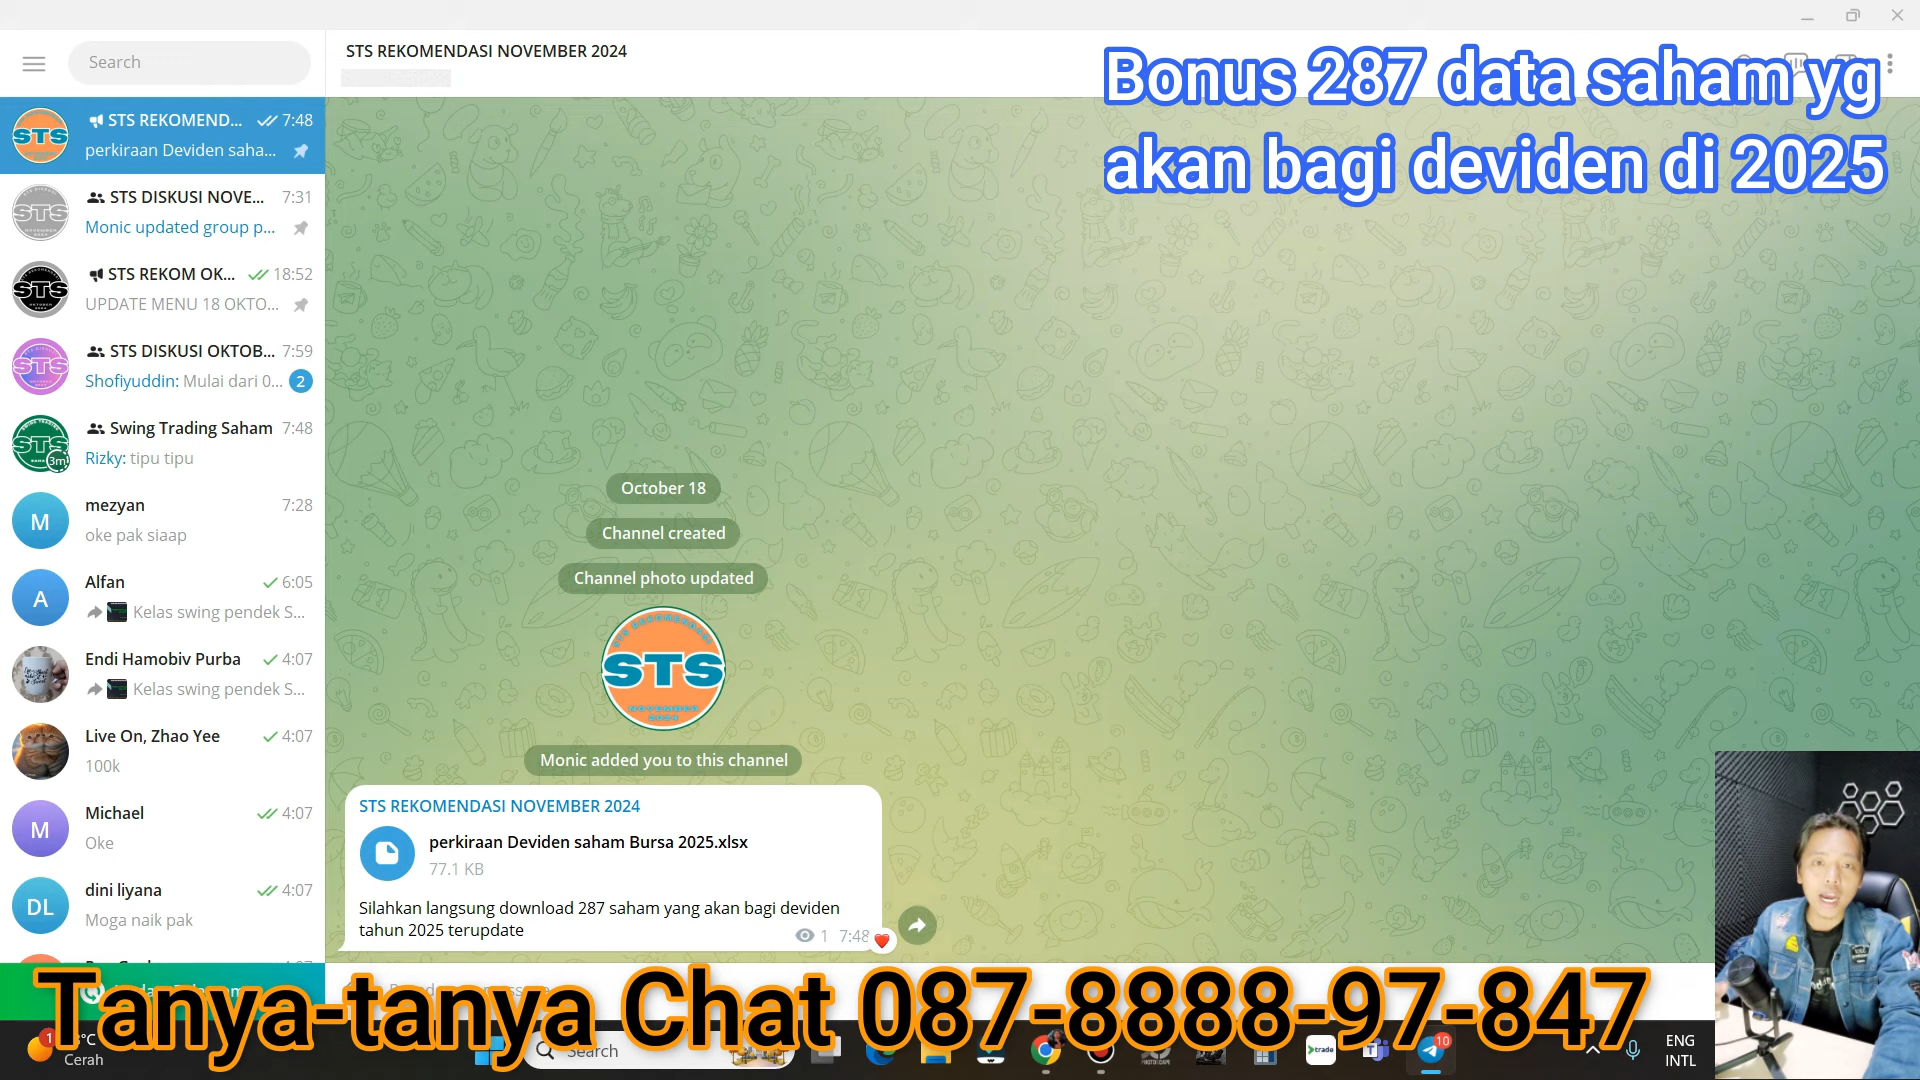 Search
STS REKOMENDASI NOVEMBER 2024
Bonus 287 data saham yg
akan bagi deviden di 2025
STS REKOMEND... 7:48
perkiraan Deviden saha...
STS DISKUSI NOVE... 7:31
Monic updated group p...
STS REKOM OK... 18:52
UPDATE MENU 18 OKTO...
STS DISKUSI OKTOB... 7:59
Shofiyuddin: Mulai dari 0... 2
Swing Trading Saham 7:48
Rizky: tipu tipu
3m
M
mezyan 7:28
oke pak siaap
A
Alfan 6:05
Kelas swing pendek S...
Endi Hamobiv Purba 4:07
Kelas swing pendek S...
Live On, Zhao Yee 4:07
100k
M
Michael 4:07
Oke
DL
dini liyana 4:07
Moga naik pak
October 18
Channel created
Channel photo updated
STS
NOVEMBER
2024
Monic added you to this channel
STS REKOMENDASI NOVEMBER 2024
perkiraan Deviden saham Bursa 2025.xlsx
77.1 KB
Silahkan langsung download 287 saham yang akan bagi deviden
tahun 2025 terupdate
1 7:48
Tanya-tanya Chat 087-8888-97-847
Cerah
Search
trade
10
ENG
INTL